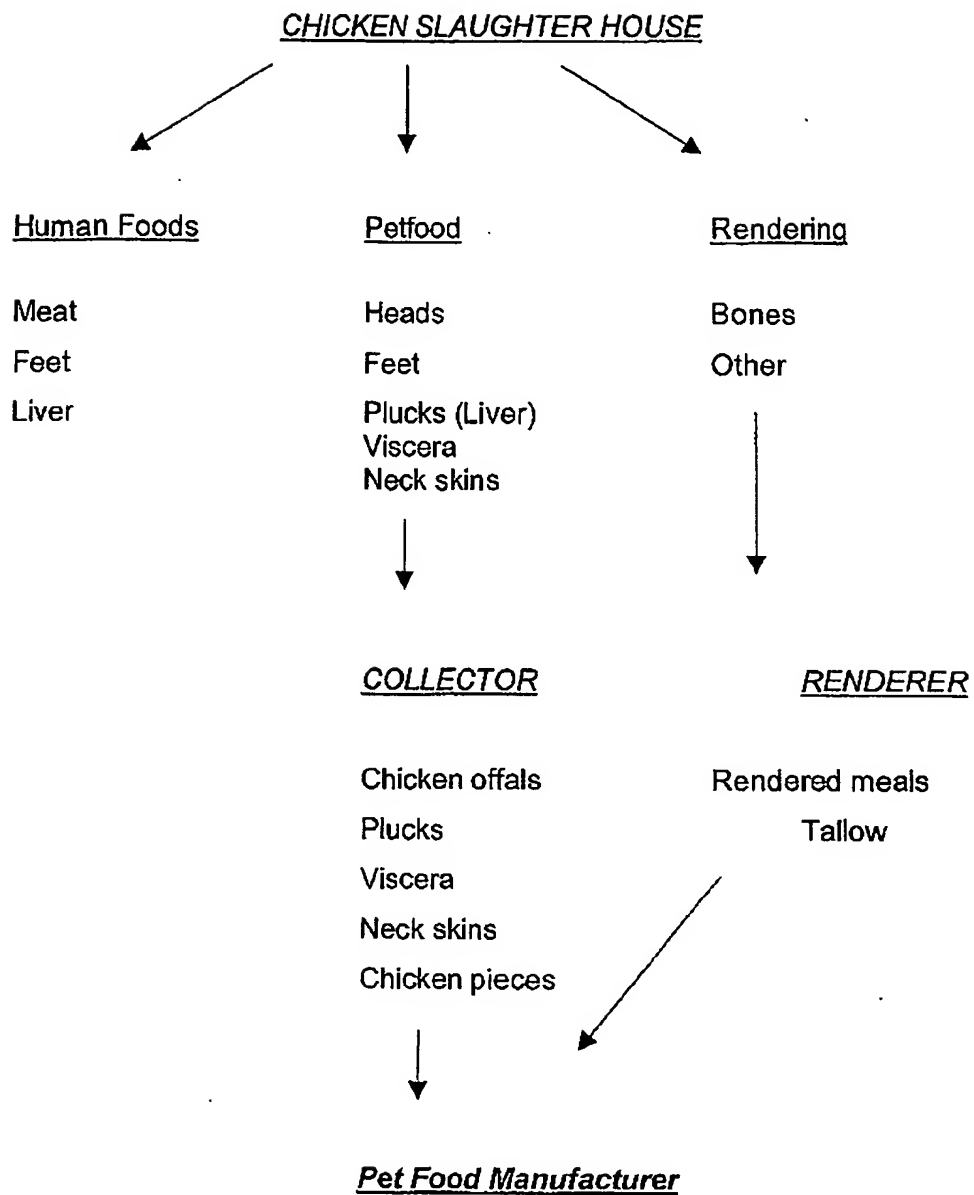 CHICKEN SLAUGHTER HOUSE
Human Foods
Meat
Feet
Liver
Petfood
Heads
Feet
Plucks (Liver)
Viscera
Neck skins
Rendering
Bones
Other
COLLECTOR
Chicken offals
Plucks
Viscera
Neck skins
Chicken pieces
RENDERER
Rendered meals
Tallow
Pet Food Manufacturer